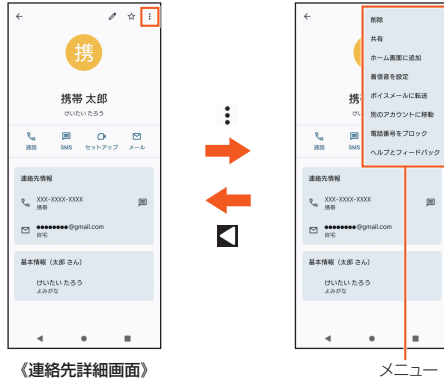 携
携帯 太郎
けいたい たろう
通話
SMS
セットアップ
メール
連絡先情報
XXX-XXXX-XXXX
携帯
●●●●●●●●@gmail.com
自宅
基本情報（太郎 さん）
けいたい たろう
よみがな
《連絡先詳細画面》
削除
共有
ホーム画面に追加
着信音を設定
ボイスメールに転送
別のアカウントに移動
電話番号をブロック
ヘルプとフィードバック
携
けい
通話
SMS
連絡先情報
XXX-XXXX-XXXX
携帯
●●●●●●●●@gmail.com
自宅
基本情報（太郎 さん）
けいたい たろう
よみがな
メニュー